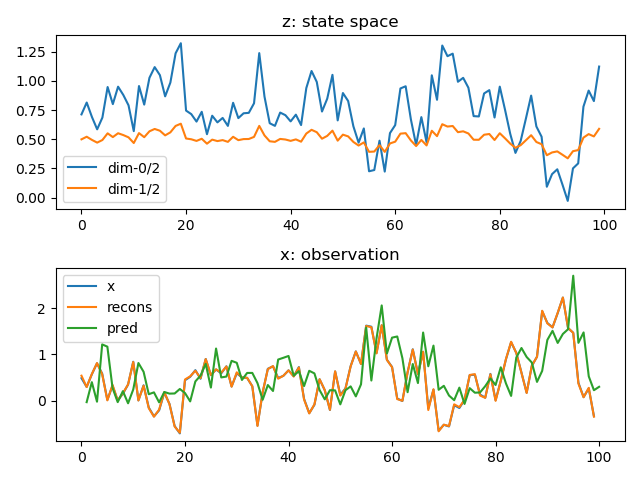 z: state space
1.25
1.00
0.75
0.50
0.25
0.00
dim-0/2
dim-1/2
0 20 40 60 80 100
x: observation
2
1
0
x
recons
pred
0 20 40 60 80 100